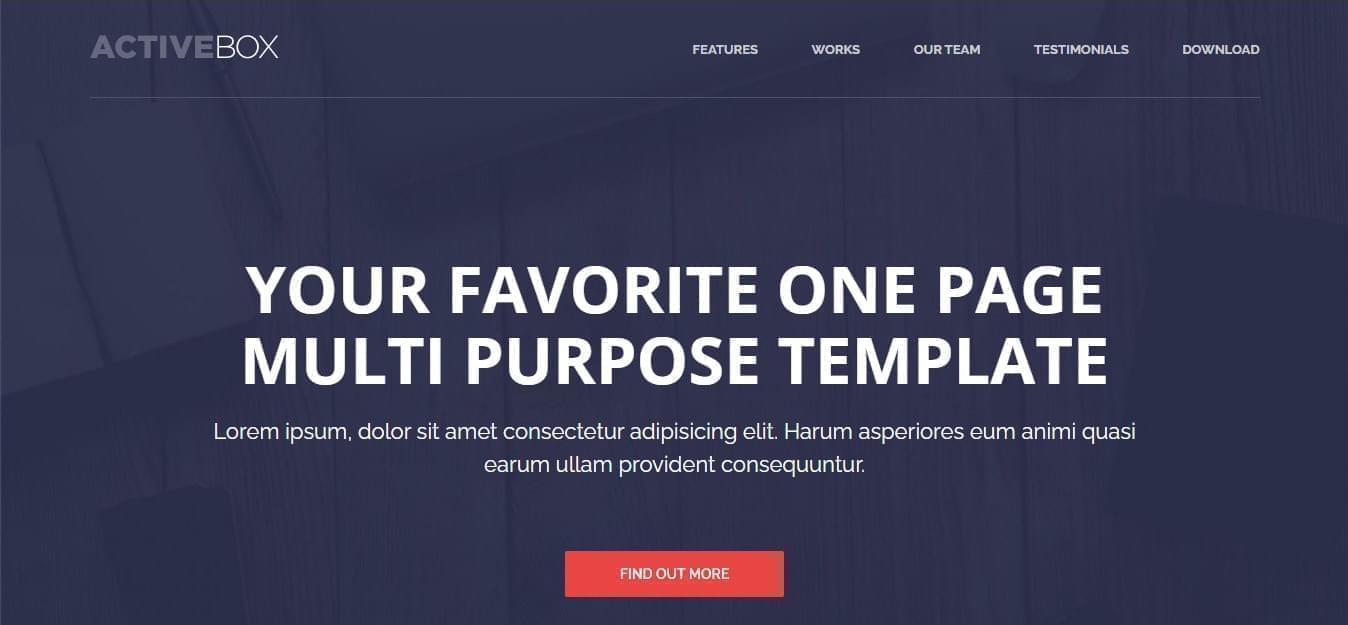 ACTIVEBOX
FEATURES WORKS OUR TEAM TESTIMONIALS DOWNLOAD
YOUR FAVORITE ONE PAGE
MULTI PURPOSE TEMPLATE
Lorem ipsum, dolor sit amet consectetur adipisicing elit. Harum asperiores eum animi quasi
earum ullam provident consequuntur.
FIND OUT MORE